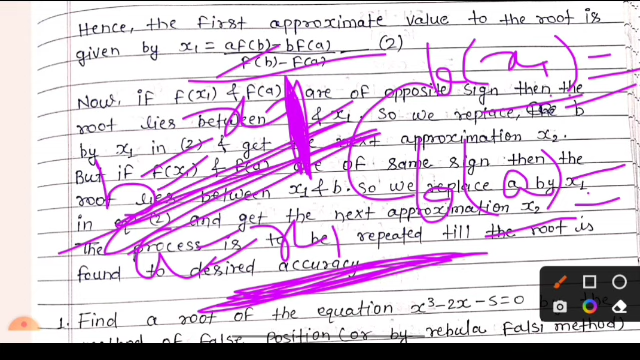 Hence, the first approximate value to the root is
given by x₁ = af(b) - bf(a) / f(b) - f(a) (2)
Now, if f(x₁) & f(a) are of opposite sign then the
root lies between & x₁. So we replace, b
by x₁ in (2) & get next approximation x₂.
But if f(x₁) & f(a) are of same sign then the
root lies between x₁ & b. So we replace a by x₁
in (2) and get the next approximation x₂.
The process is to be repeated till the root is
found to desired accuracy
1. Find a root of the equation x³-2x-5=0 by the
method of false position (or by regula falsi method)